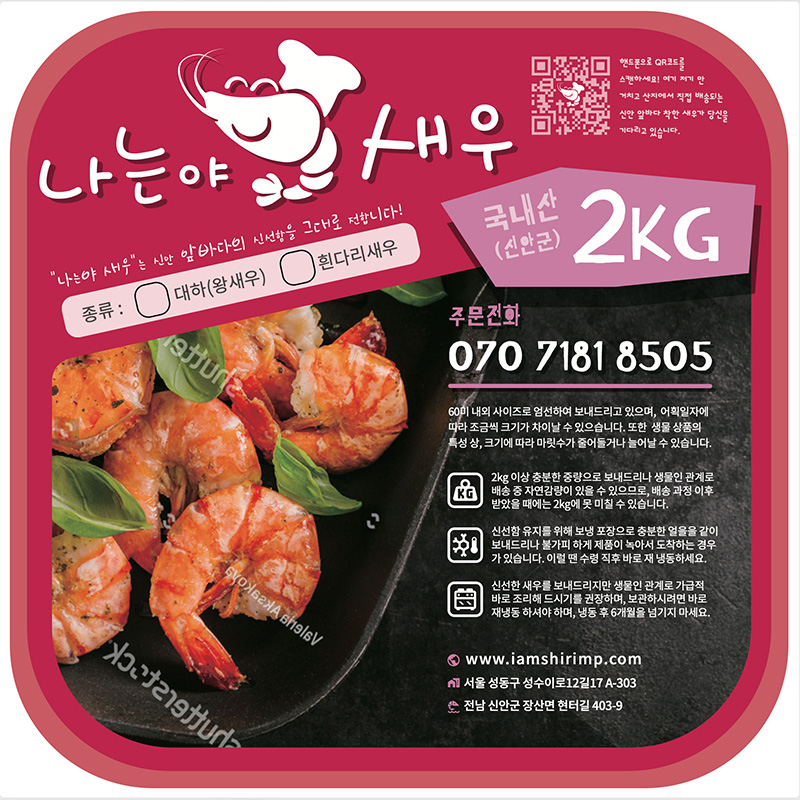 나는야 새우
핸드폰으로 QR코드를
스캔하세요! 여기 저기 안
거치고 산지에서 직접 배송되는
신안 앞바다 착한 새우가 당신을
기다리고 있습니다.
"나는야 새우"는 신안 앞바다의 신선함을 그대로 전합니다!
종류 : 대하(왕새우) 흰다리새우
국내산
(신안군)
2KG
주문전화
070 7181 8505
60미 내외 사이즈로 엄선하여 보내드리고 있으며, 어획일자에
따라 조금씩 크기가 차이날 수 있습니다. 또한 생물 상품의
특성 상, 크기에 따라 마릿수가 줄어들거나 늘어날 수 있습니다.
KG
2kg 이상 충분한 중량으로 보내드리나 생물인 관계로
배송 중 자연감량이 있을 수 있으므로, 배송 과정 이후
받았을 때에는 2kg에 못 미칠 수 있습니다.
신선함 유지를 위해 보냉 포장으로 충분한 얼음을 같이
보내드리나 불가피 하게 제품이 녹아서 도착하는 경우
가 있습니다. 이럴 땐 수령 직후 바로 재 냉동하세요.
신선한 새우를 보내드리지만 생물인 관계로 가급적
바로 조리해 드시기를 권장하며, 보관하시려면 바로
재냉동 하셔야 하며, 냉동 후 6개월을 넘기지 마세요.
www.iamshirimp.com
서울 성동구 성수이로12길17 A-303
전남 신안군 장산면 현터길 403-9
shutterstock
Valeria Aksakova
shutterstock